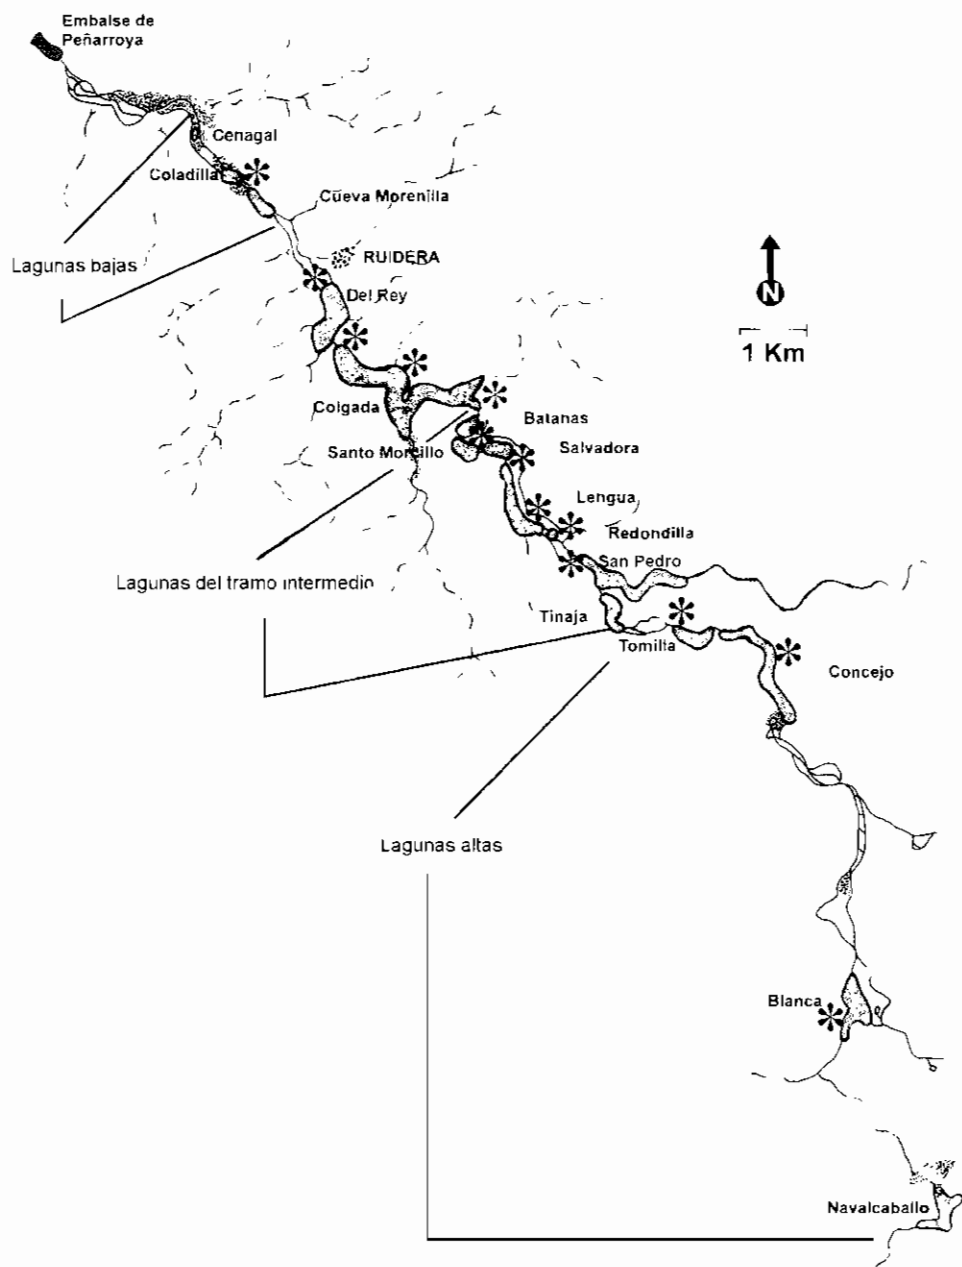 Embalse de
Peñarroya
Cenagal
Coladilla
Cueva Morenilla
Lagunas bajas
RUIDERA
Del Rey
N
1 Km
Colgada
Batanas
Santo Morcillo
Salvadora
Lengua
Redondilla
San Pedro
Lagunas del tramo intermedio
Tinaja
Tomilla
Concejo
Lagunas altas
Blanca
Navalcaballo